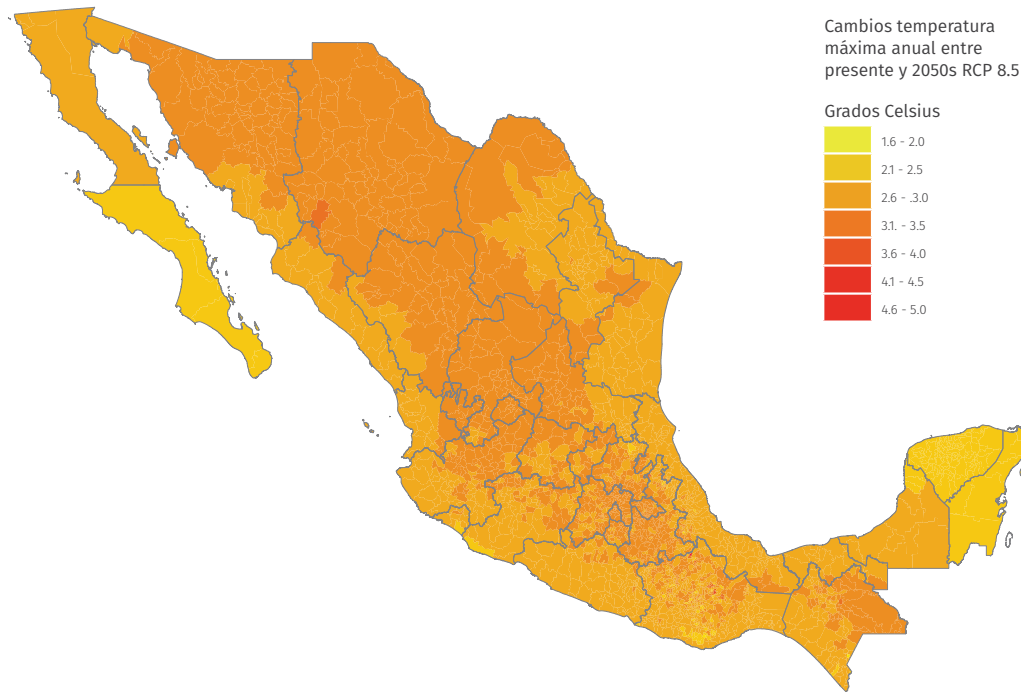 Cambios temperatura
máxima anual entre
presente y 2050s RCP 8.5
Grados Celsius
1.6 - 2.0
2.1 - 2.5
2.6 - .3.0
3.1. - 3.5
3.6 - 4.0
4.1 - 4.5
4.6 - 5.0